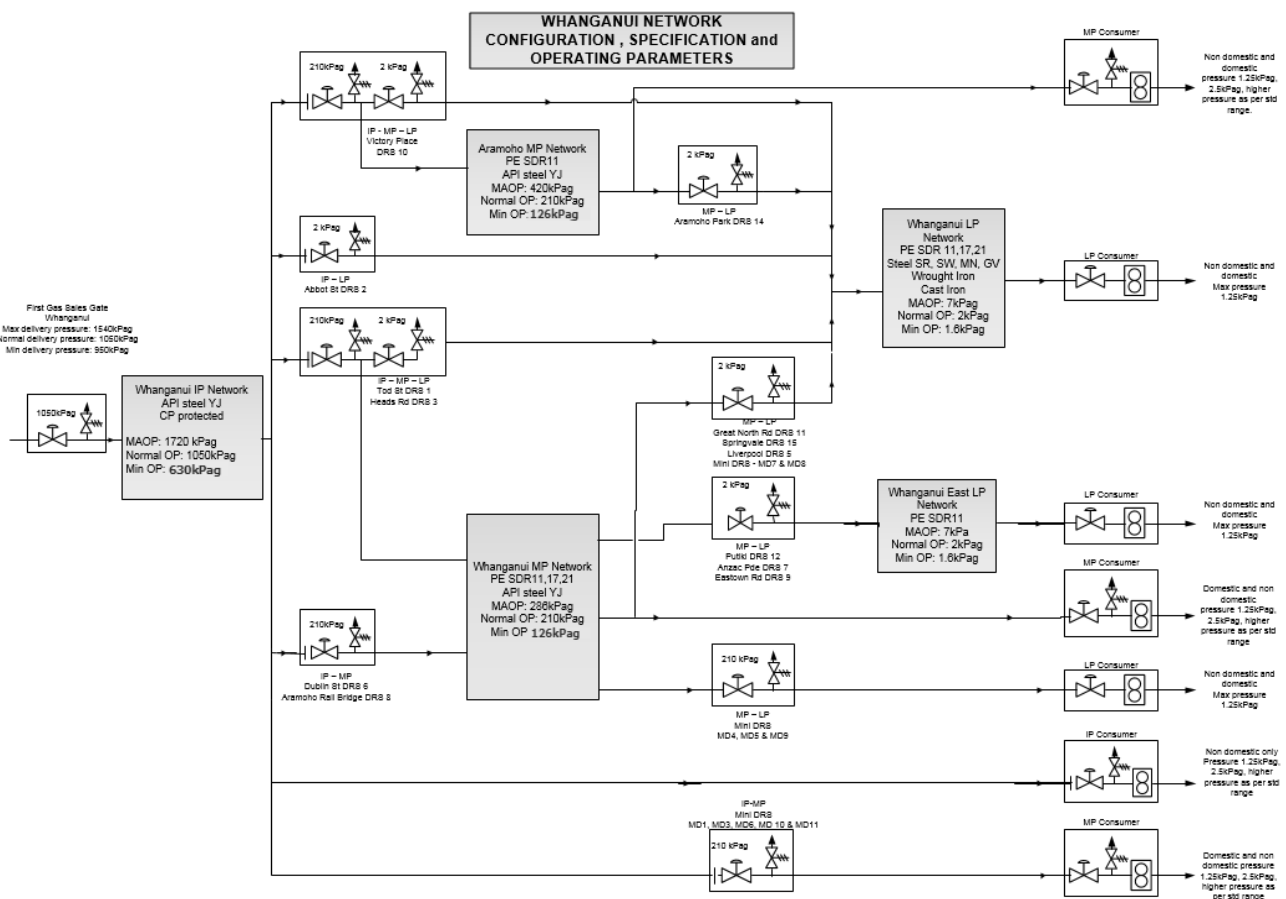 WHANGANUI NETWORK
CONFIGURATION , SPECIFICATION and
OPERATING PARAMETERS
MP Consumer
Non domestic and
domestic
pressure 1.25kPag,
2.5kPag, higher
pressure as per std
range.
210kPag
2 kPag
IP - MP – LP
Victory Place
DRS 10
Aramoho MP Network
PE SDR11
API steel YJ
MAOP: 420kPag
Normal OP: 210kPag
Min OP: 126kPag
2 kPag
MP – LP
Aramoho Park DRS 14
2 kPag
IP – LP
Abbot St DRS 2
Whanganui LP
Network
PE SDR 11,17,21
Steel SR, SW, MN, GV
Wrought Iron
Cast Iron
MAOP: 7kPag
Normal OP: 2kPag
Min OP: 1.6kPag
LP Consumer
Non domestic and
domestic
Max pressure
1.25kPag
First Gas Sales Gate
Whanganui
Max delivery pressure: 1540kPag
Normal delivery pressure: 1050kPag
Min delivery pressure: 950kPag
1050kPag
Whanganui IP Network
API steel YJ
CP protected
MAOP: 1720 kPag
Normal OP: 1050kPag
Min OP: 630kPag
210kPag
2 kPag
IP – MP – LP
Tod St DRS 1
Heads Rd DRS 3
2 kPag
MP – LP
Great North Rd DRS 11
Springvale DRS 15
Liverpool DRS 5
Mini DRS - MD7 & MD8
2 kPag
MP – LP
Putiki DRS 12
Anzac Pde DRS 7
Eastown Rd DRS 9
Whanganui East LP
Network
PE SDR11
MAOP: 7kPa
Normal OP: 2kPag
Min OP: 1.6kPag
LP Consumer
Non domestic and
domestic
Max pressure
1.25kPag
Whanganui MP Network
PE SDR11,17,21
API steel YJ
MAOP: 286kPag
Normal OP: 210kPag
Min OP 126kPag
MP Consumer
Domestic and non
domestic
pressure 1.25kPag,
2.5kPag, higher
pressure as per std
range
210kPag
IP – MP
Dublin St DRS 6
Aramoho Rail Bridge DRS 8
210 kPag
MP – LP
Mini DRS
MD4, MD5 & MD9
LP Consumer
Non domestic and
domestic
Max pressure
1.25kPag
IP Consumer
Non domestic only
Pressure 1.25kPag,
2.5kPag, higher
pressure as per std
range
IP-MP
Mini DRS
MD1, MD3, MD6, MD 10 & MD11
210 kPag
MP Consumer
Domestic and non
domestic pressure
1.25kPag, 2.5kPag,
higher pressure as
per std range